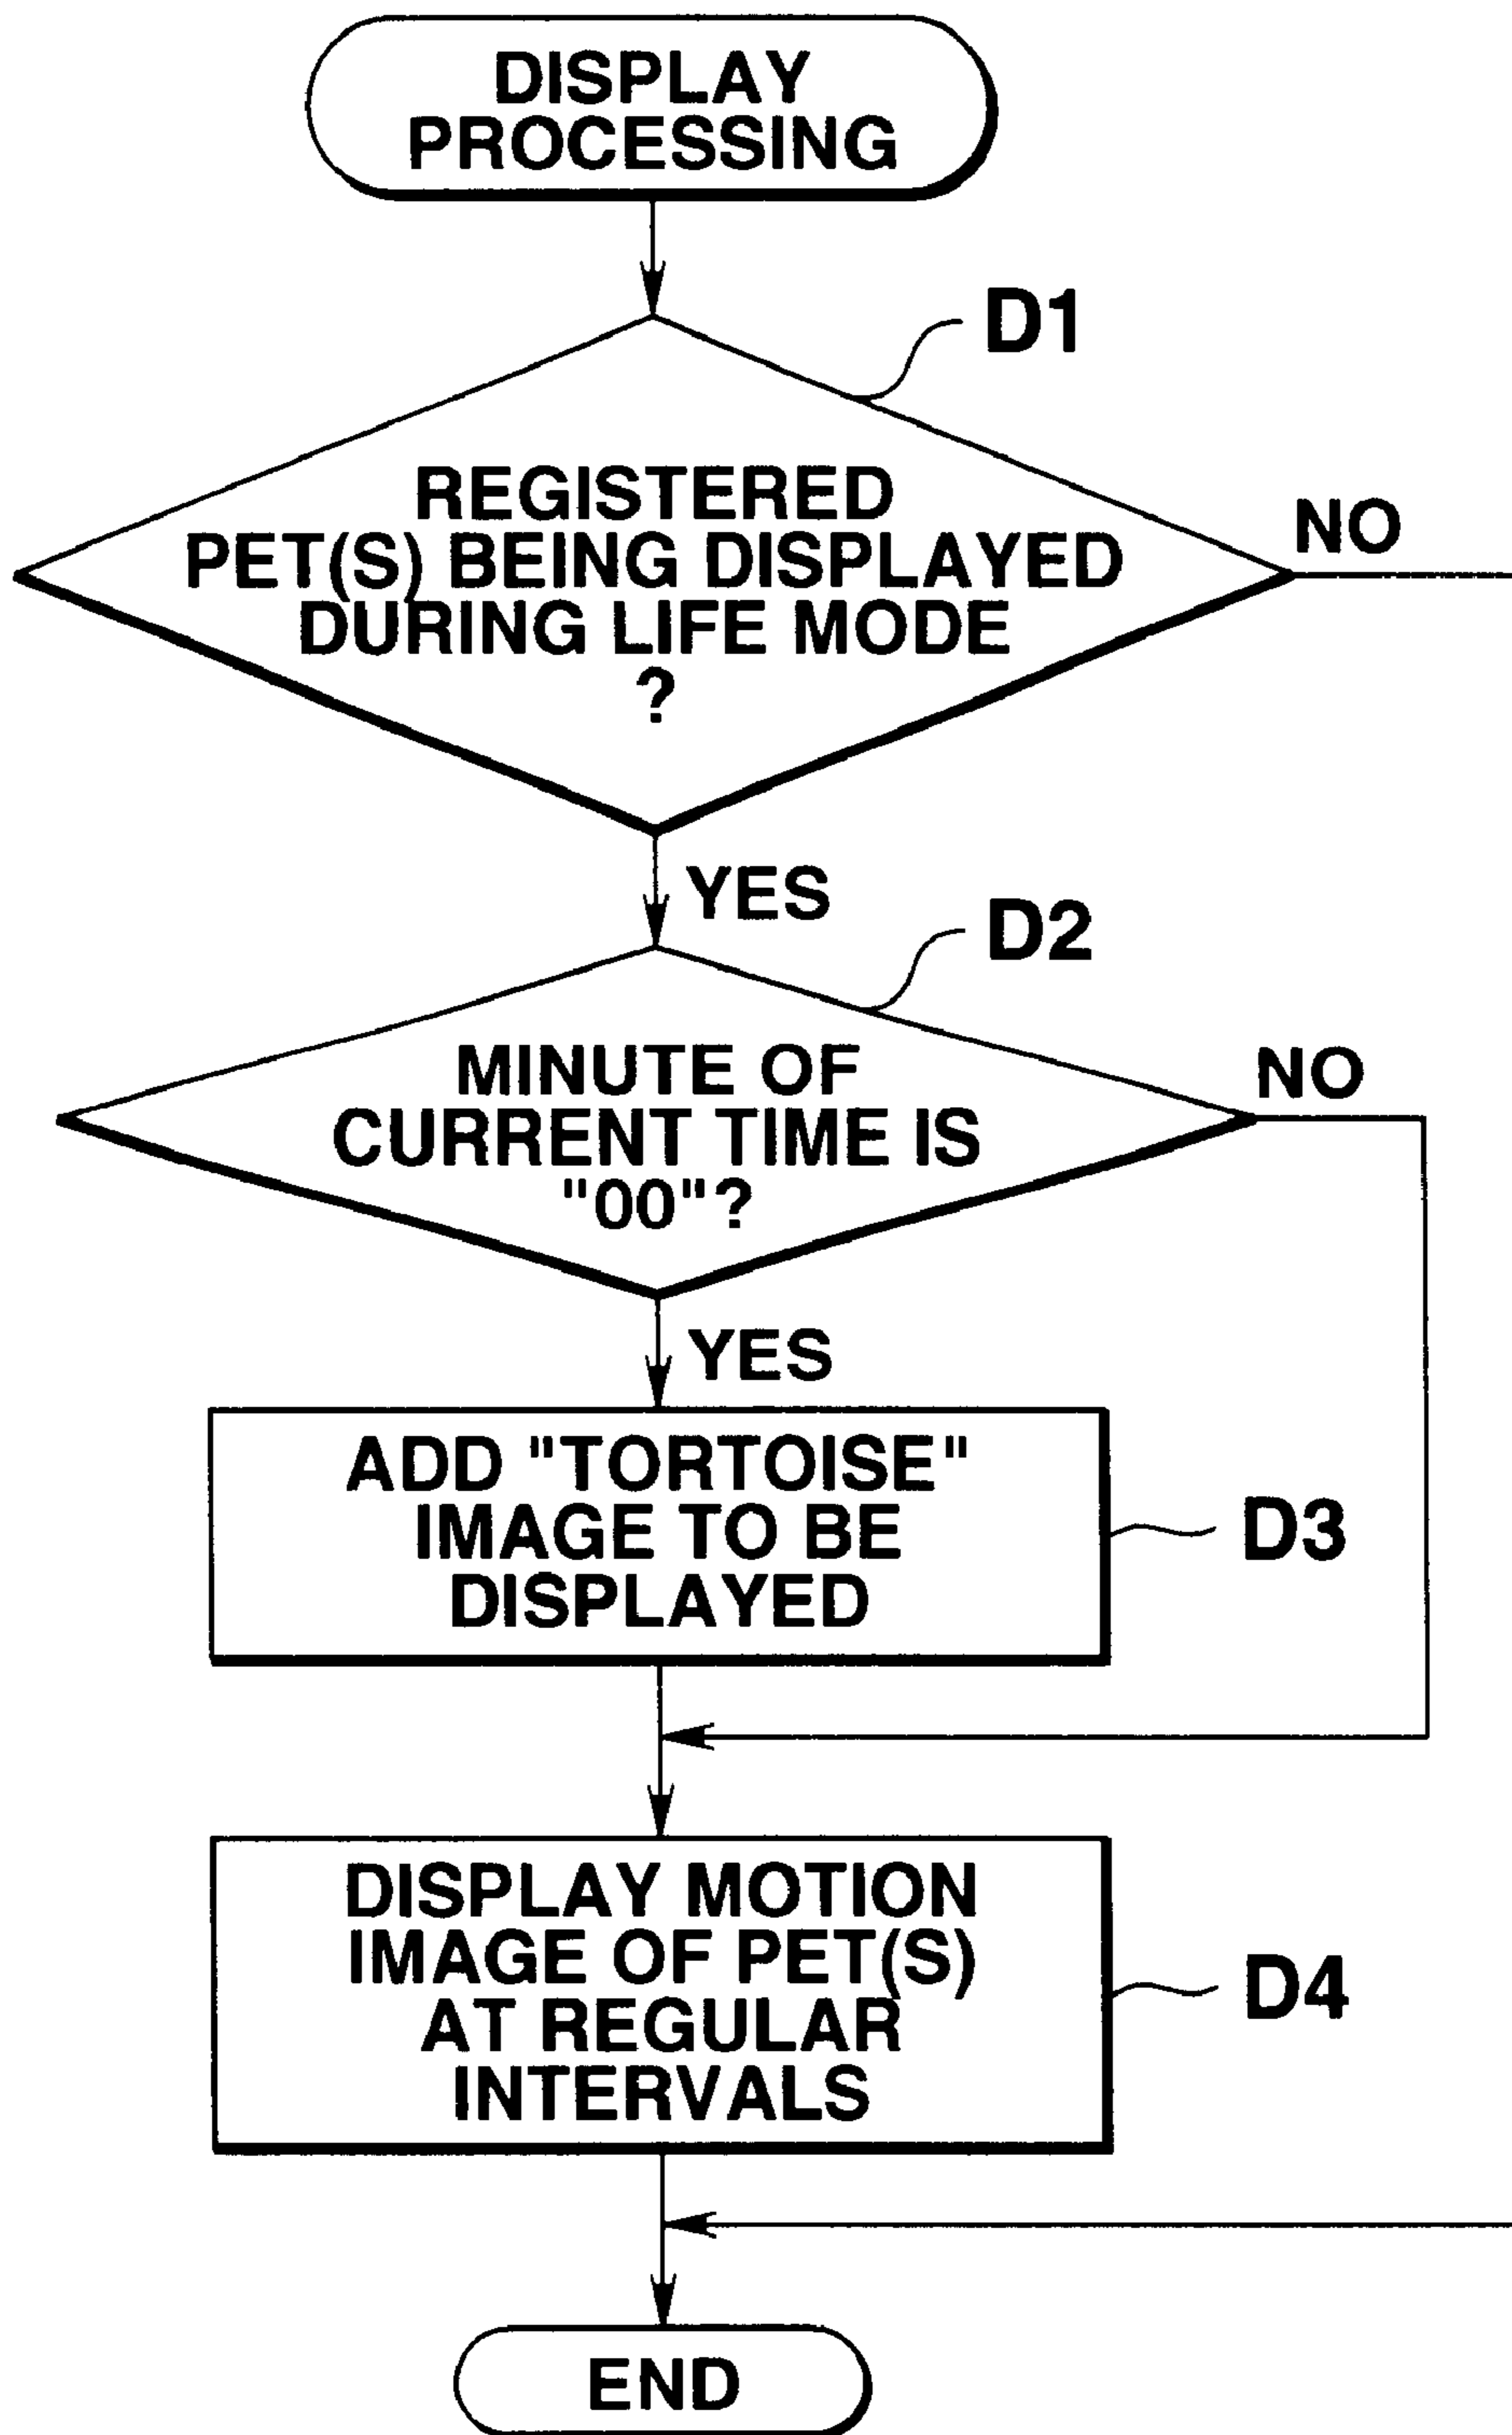 DISPLAY
PROCESSING
D1
REGISTERED
PET(S) BEING DISPLAYED
DURING LIFE MODE
?
NO
YES
D2
MINUTE OF
CURRENT TIME IS
"00"?
NO
YES
ADD "TORTOISE"
IMAGE TO BE
DISPLAYED
D3
DISPLAY MOTION
IMAGE OF PET(S)
AT REGULAR
INTERVALS
D4
END